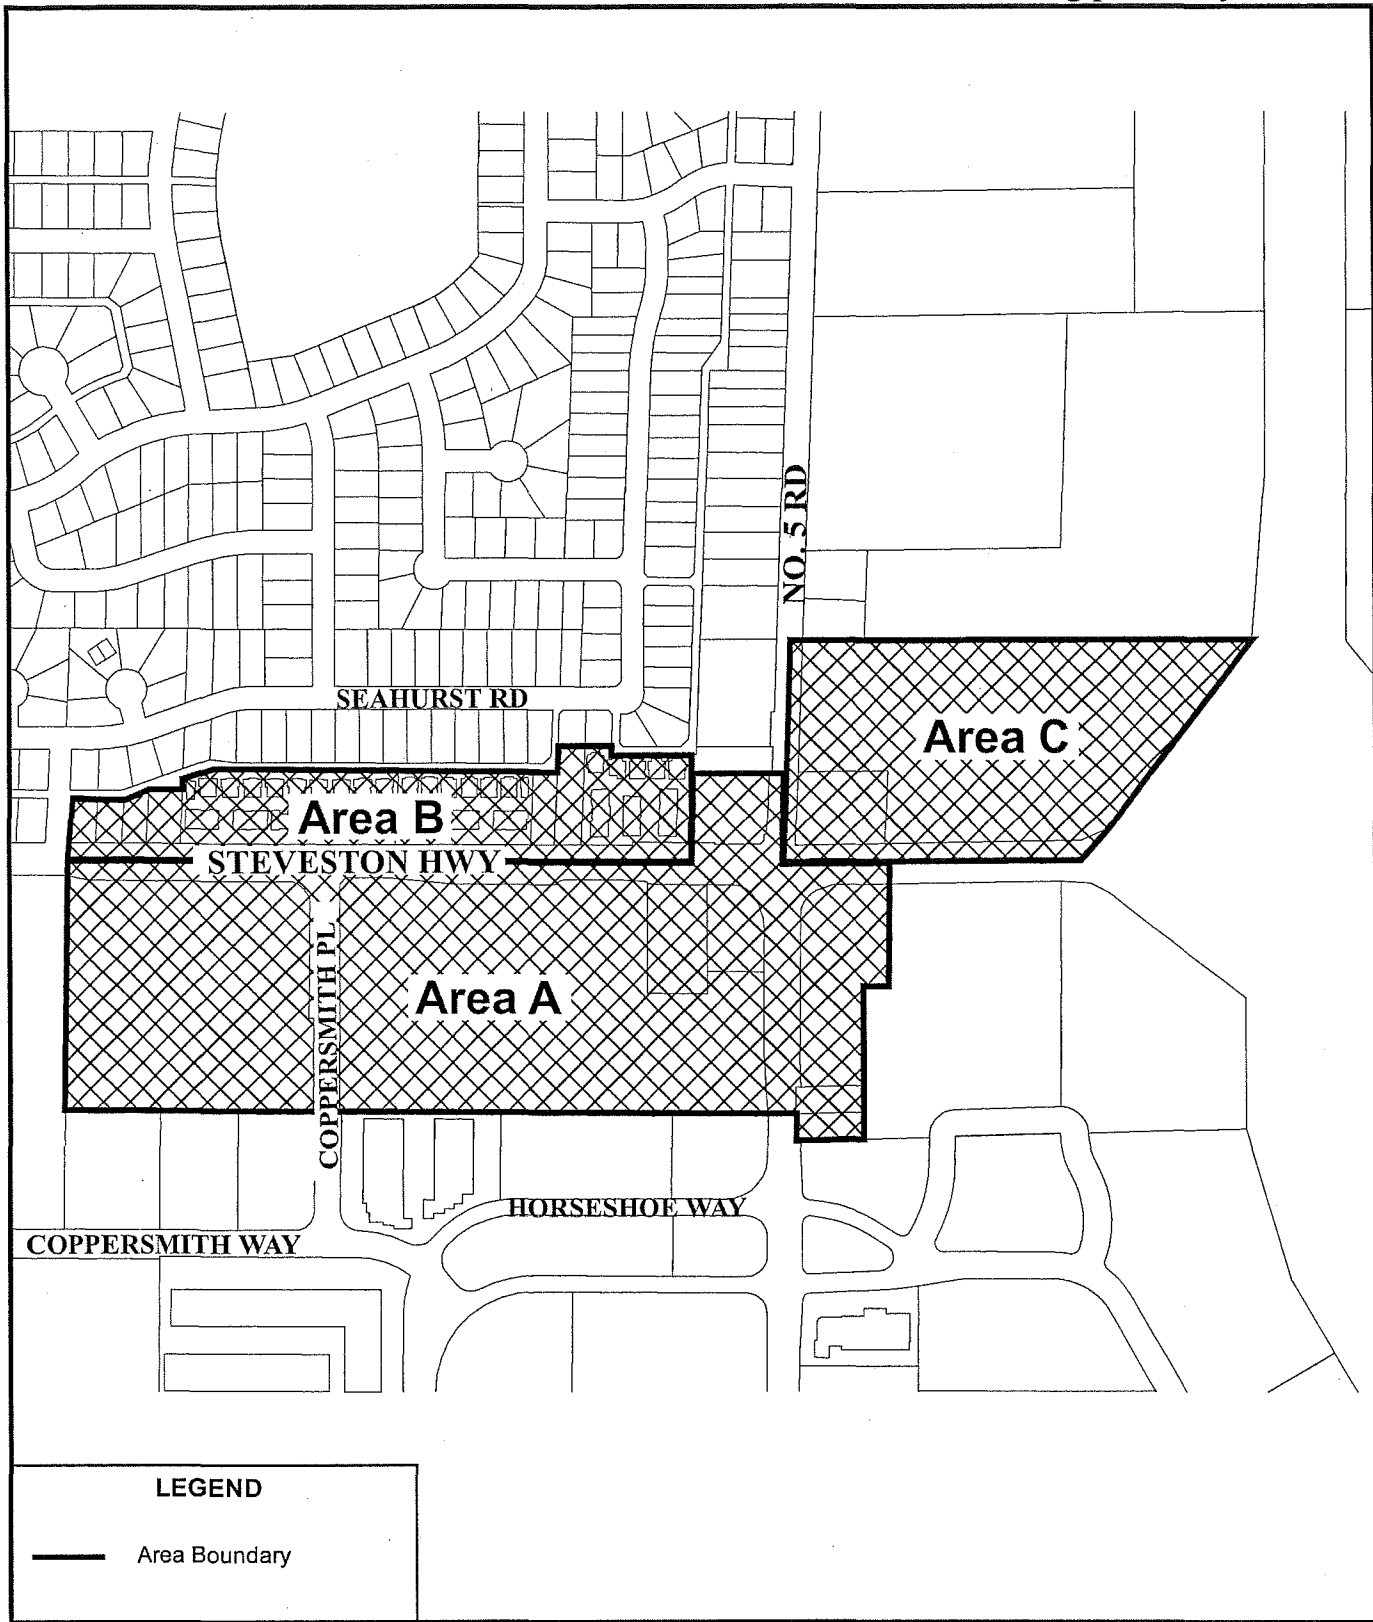 NO. 5 RD
SEAHURST RD
Area C
Area B
STEVESTON HWY
COPPERSMITH PL
Area A
HORSESHOE WAY
COPPERSMITH WAY
LEGEND
Area Boundary